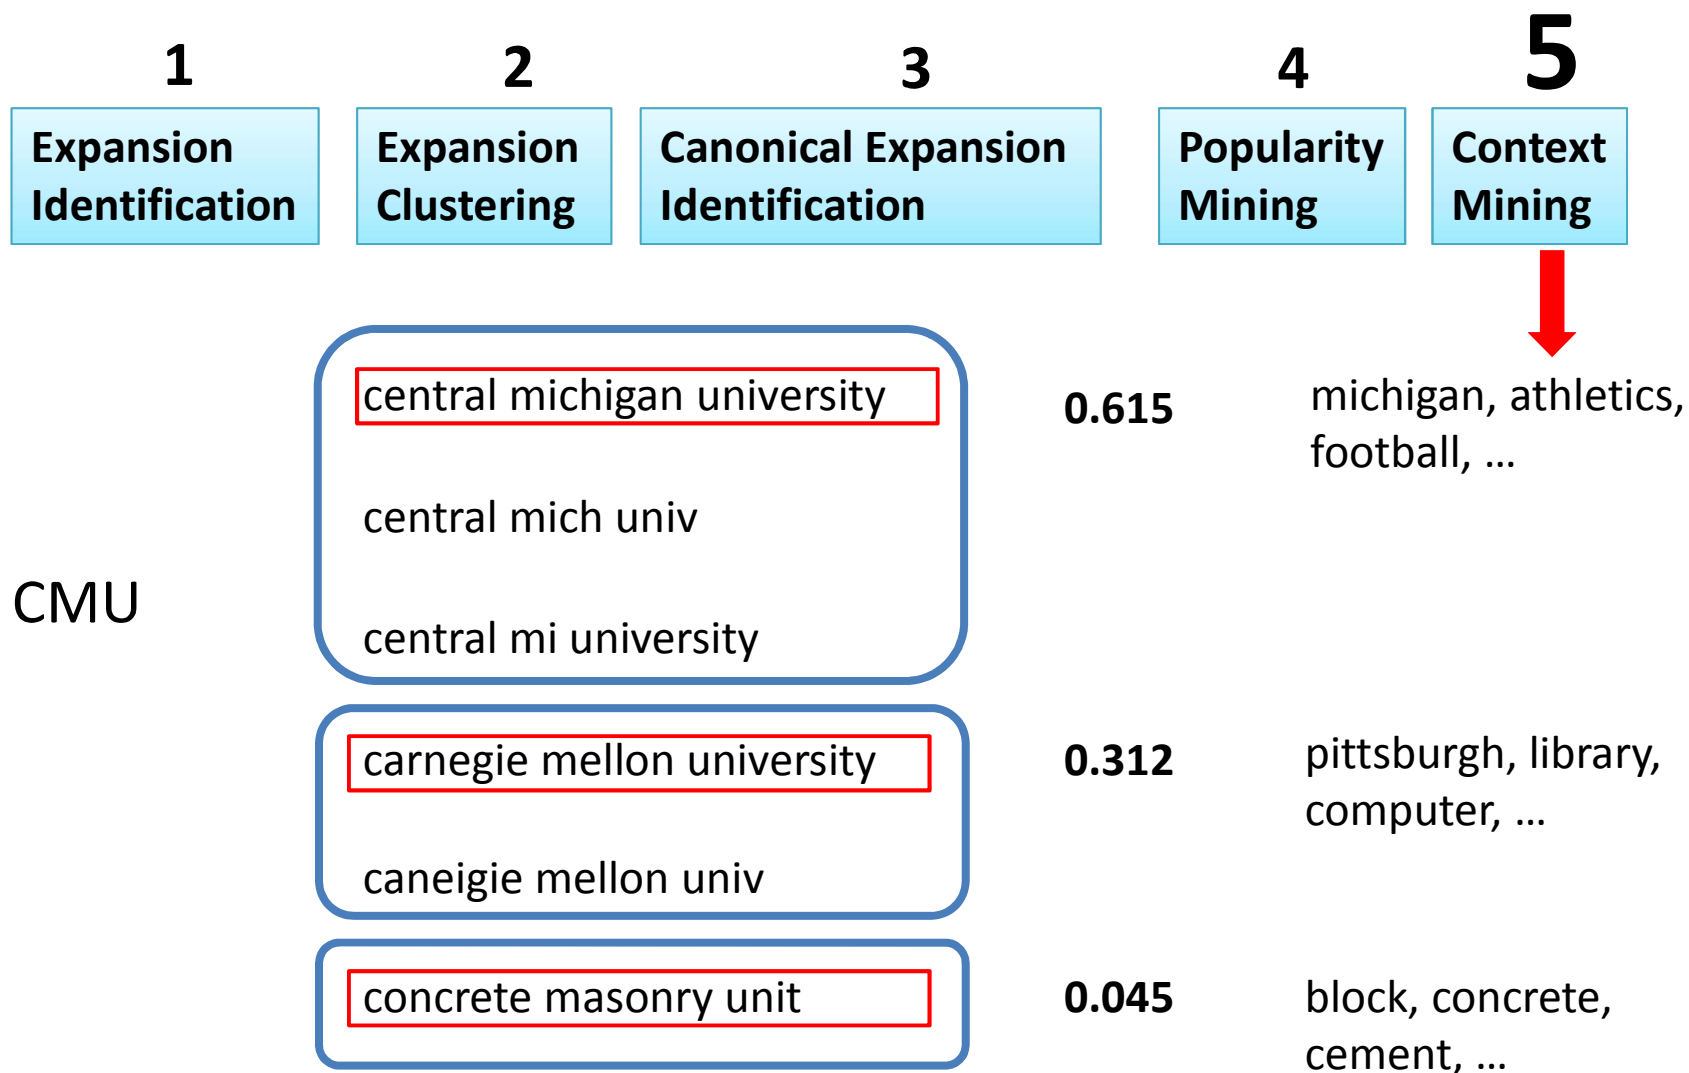 1 2 3 4 5
Expansion Identification
Expansion Clustering
Canonical Expansion Identification
Popularity Mining
Context Mining
CMU
central michigan university
central mich univ
central mi university
0.615
michigan, athletics,
football, ...
carnegie mellon university
caneigie mellon univ
0.312
pittsburgh, library,
computer, ...
concrete masonry unit
0.045
block, concrete,
cement, ...